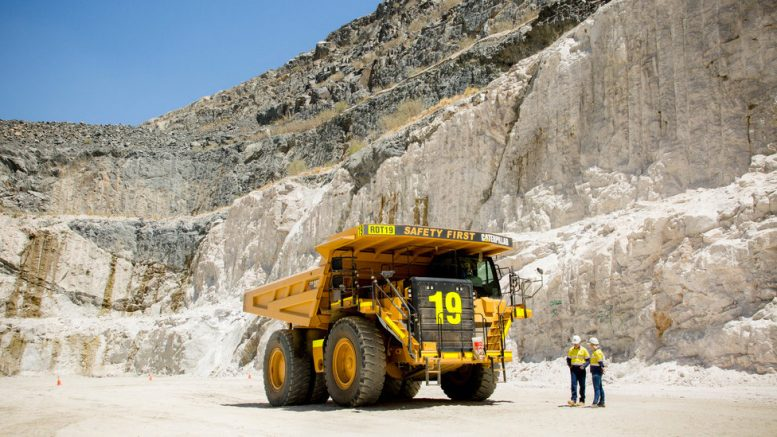 RDT19 SAFETY FIRST CATERPILLAR
19